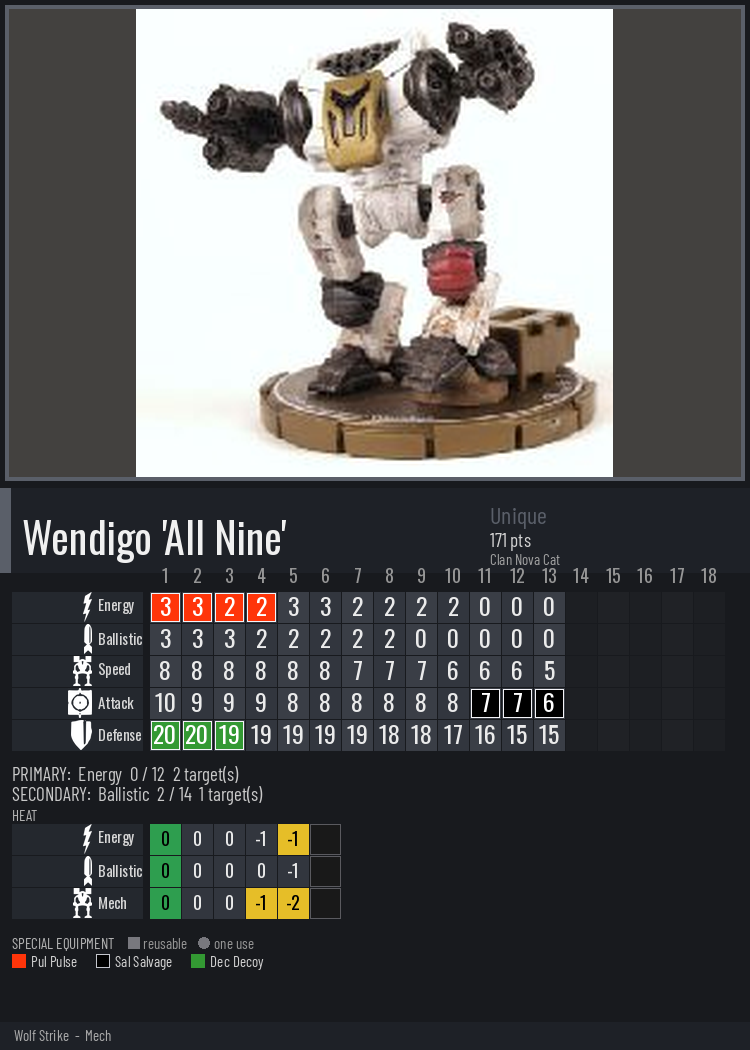 Wendigo 'All Nine'
Unique
171 pts
Clan Nova Cat
1 2 3 4 5 6 7 8 9 10 11 12 13 14 15 16 17 18
Energy 3 3 2 2 3 3 2 2 2 2 0 0 0
Ballistic 3 3 3 2 2 2 2 2 0 0 0 0 0
Speed 8 8 8 8 8 8 7 7 7 6 6 6 5
Attack 10 9 9 9 8 8 8 8 8 8 7 7 6
Defense 20 20 19 19 19 19 19 18 18 17 16 15 15
PRIMARY: Energy 0 / 12 2 target(s)
SECONDARY: Ballistic 2 / 14 1 target(s)
HEAT
Energy 0 0 0 -1 -1
Ballistic 0 0 0 0 -1
Mech 0 0 0 -1 -2
SPECIAL EQUIPMENT reusable one use
Pul Pulse Sal Salvage Dec Decoy
Wolf Strike - Mech